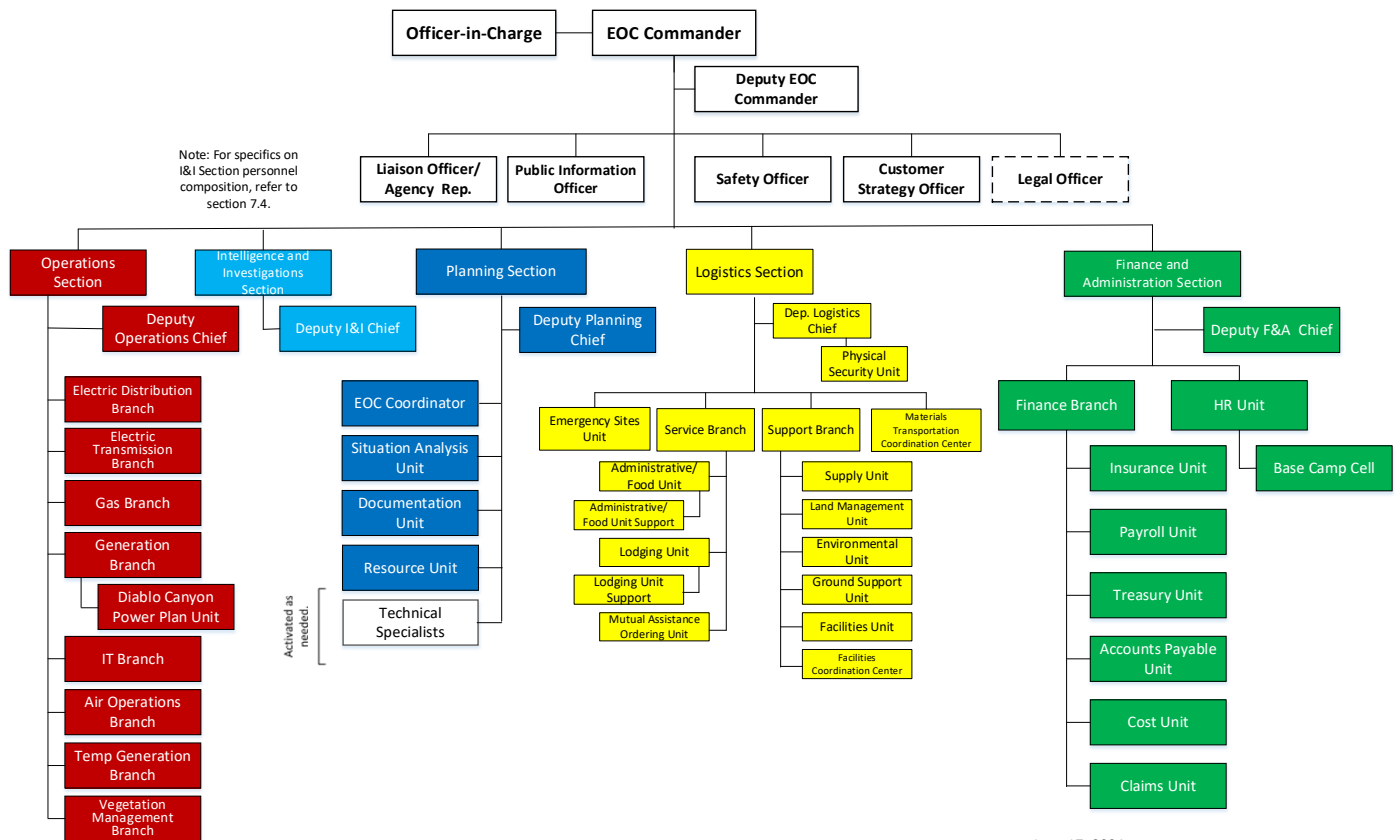 Officer-in-Charge
EOC Commander
Deputy EOC
Commander
Note: For specifics on
I&I Section personnel
composition, refer to
section 7.4.
Liaison Officer/
Agency Rep.
Public Information
Officer
Safety Officer
Customer
Strategy Officer
Legal Officer
Operations
Section
Intelligence and
Investigations
Section
Planning Section
Logistics Section
Finance and
Administration Section
Deputy
Operations Chief
Deputy I&I Chief
Deputy Planning
Chief
Dep. Logistics
Chief
Physical
Security Unit
Deputy F&A Chief
Electric Distribution
Branch
Electric
Transmission
Branch
Gas Branch
Generation
Branch
Diablo Canyon
Power Plan Unit
IT Branch
Air Operations
Branch
Temp Generation
Branch
Vegetation
Management
Branch
EOC Coordinator
Situation Analysis
Unit
Documentation
Unit
Resource Unit
Activated as
needed.
Technical
Specialists
Emergency Sites
Unit
Service Branch
Support Branch
Materials
Transportation
Coordination Center
Administrative/
Food Unit
Administrative/
Food Unit Support
Lodging Unit
Lodging Unit
Support
Mutual Assistance
Ordering Unit
Supply Unit
Land Management
Unit
Environmental
Unit
Ground Support
Unit
Facilities Unit
Facilities
Coordination Center
Finance Branch
HR Unit
Insurance Unit
Base Camp Cell
Payroll Unit
Treasury Unit
Accounts Payable
Unit
Cost Unit
Claims Unit